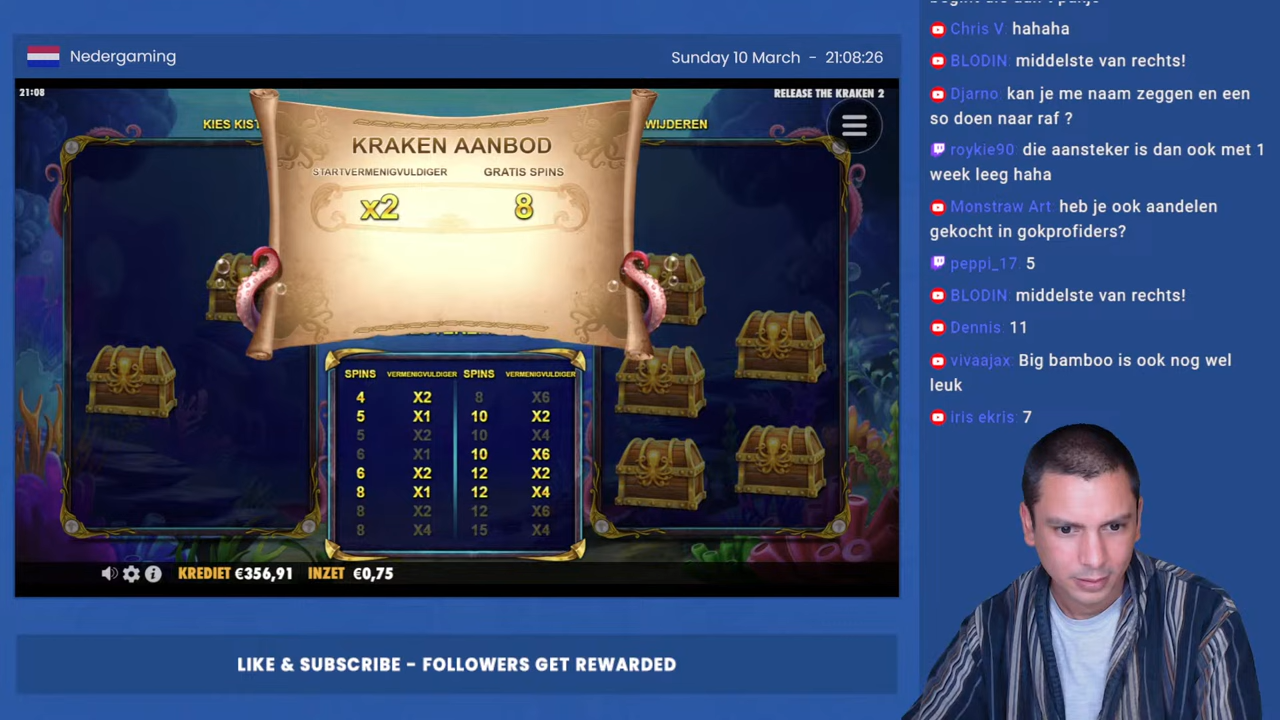 Nedergaming
Sunday 10 March - 21:08:26
21:08
RELEASE THE KRAKEN 2
KIES KIST
WIJDEREN
KRAKEN AANBOD
STARTVERMENIGVULDIGER GRATIS SPINS
x2 8
SPINS VERMENIGVULDIGER SPINS VERMENIGVULDIGER
4 X2 8 X6
5 X1 10 X2
5 X2 10 X4
6 X1 10 X6
6 X2 12 X2
8 X1 12 X4
8 X2 12 X6
8 X4 15 X4
KREDIET €356,91 INZET €0,75
LIKE & SUBSCRIBE - FOLLOWERS GET REWARDED
Chris V: hahaha
BLODIN: middelste van rechts!
Djarno: kan je me naam zeggen en een
so doen naar raf ?
roykie90: die aansteker is dan ook met 1
week leeg haha
Monstraw Art: heb je ook aandelen
gekocht in gokprofiders?
peppi_17: 5
BLODIN: middelste van rechts!
Dennis: 11
vivaajax: Big bamboo is ook nog wel
leuk
iris ekris: 7